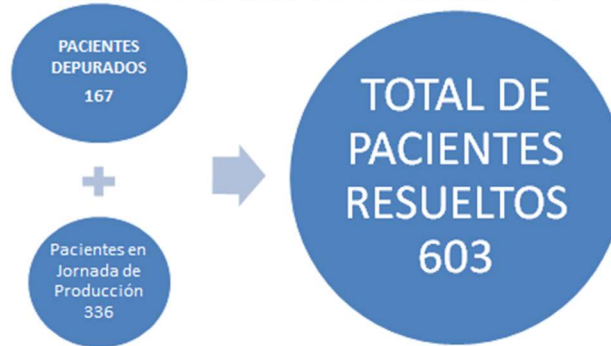 PACIENTES
DEPURADOS
167
Pacientes en
Jornada de
Producción
336
TOTAL DE
PACIENTES
RESUELTOS
603